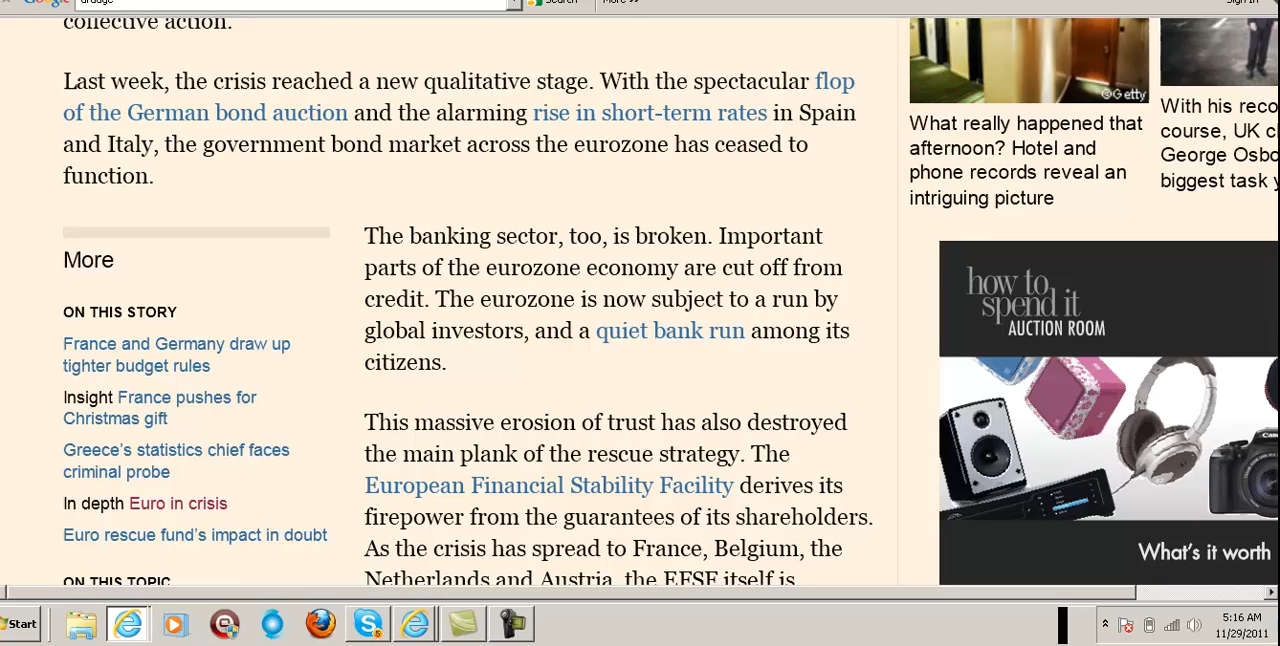 Google
drudge
Search
More >>
Sign In
collective action.
Last week, the crisis reached a new qualitative stage. With the spectacular flop
of the German bond auction and the alarming rise in short-term rates in Spain
and Italy, the government bond market across the eurozone has ceased to
function.
More
ON THIS STORY
France and Germany draw up
tighter budget rules
Insight France pushes for
Christmas gift
Greece's statistics chief faces
criminal probe
In depth Euro in crisis
Euro rescue fund's impact in doubt
ON THIS TOPIC
The banking sector, too, is broken. Important
parts of the eurozone economy are cut off from
credit. The eurozone is now subject to a run by
global investors, and a quiet bank run among its
citizens.
This massive erosion of trust has also destroyed
the main plank of the rescue strategy. The
European Financial Stability Facility derives its
firepower from the guarantees of its shareholders.
As the crisis has spread to France, Belgium, the
Netherlands and Austria, the EFSF itself is
©Getty
What really happened that
afternoon? Hotel and
phone records reveal an
intriguing picture
With his reco
course, UK c
George Osbo
biggest task y
how to
spend it
AUCTION ROOM
Canon
What's it worth
Start
5:16 AM
11/29/2011